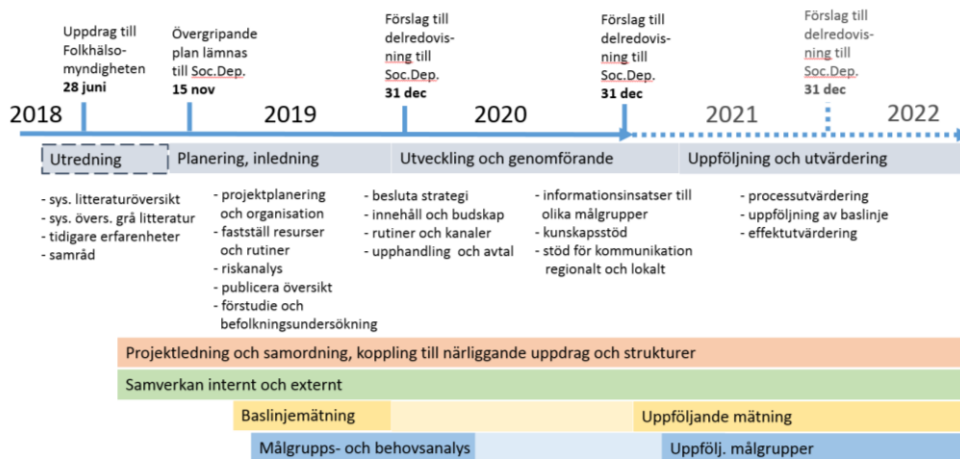 Uppdrag till
Folkhälso-
myndigheten
28 juni
Övergripande
plan lämnas
till Soc.Dep.
15 nov
Förslag till
delredovis-
ning till
Soc.Dep.
31 dec
Förslag till
delredovis-
ning till
Soc.Dep.
31 dec
Förslag till
delredovis-
ning till
Soc.Dep.
31 dec
2018
2019
2020
2021
2022
Utredning
Planering, inledning
Utveckling och genomförande
Uppföljning och utvärdering
- sys. litteraturöversikt
- sys. övers. grå litteratur
- tidigare erfarenheter
- samråd
- projektplanering
och organisation
- fastställ resurser
och rutiner
- riskanalys
- publicera översikt
- förstudie och
befolkningsundersökning
- besluta strategi
- innehåll och budskap
- rutiner och kanaler
- upphandling och avtal
- informationsinsatser till
olika målgrupper
- kunskapsstöd
- stöd för kommunikation
regionalt och lokalt
- processutvärdering
- uppföljning av baslinje
- effektutvärdering
Projektledning och samordning, koppling till närliggande uppdrag och strukturer
Samverkan internt och externt
Baslinjemätning
Uppföljande mätning
Målgrupps- och behovsanalys
Uppfölj. målgrupper